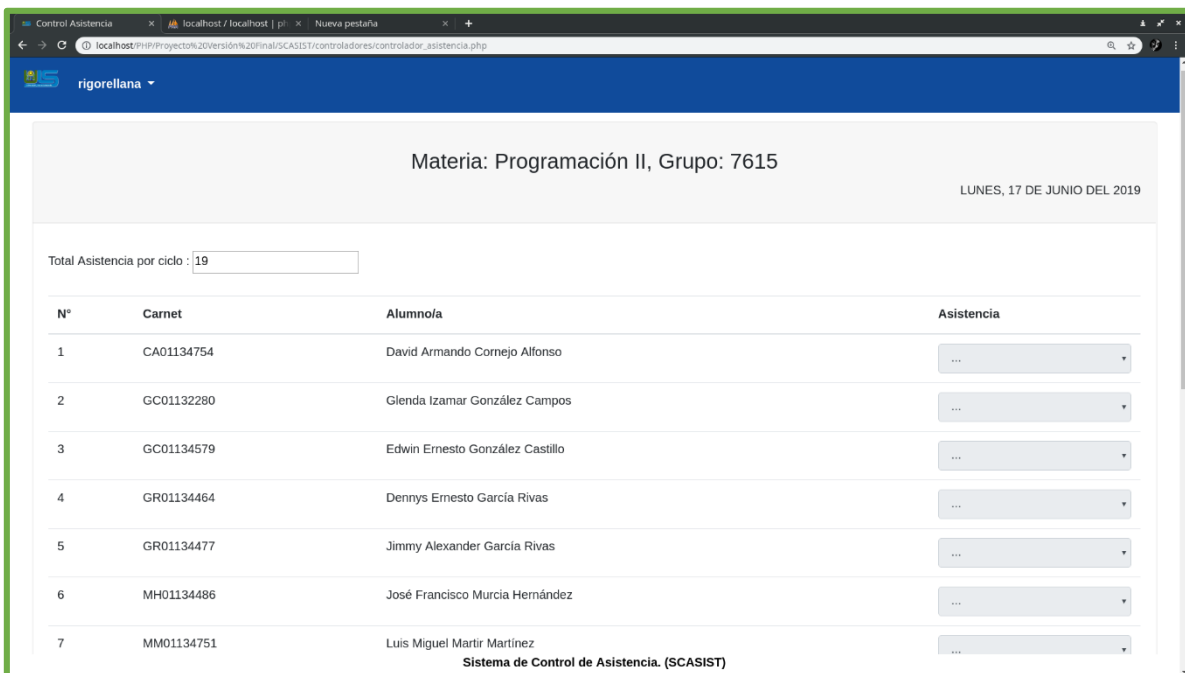 Control Asistencia
localhost / localhost | ph
Nueva pestaña
localhost/PHP/Proyecto%20Versión%20Final/SCASIST/controladores/controlador_asistencia.php
rigorellana
Materia: Programación II, Grupo: 7615
LUNES, 17 DE JUNIO DEL 2019
Total Asistencia por ciclo : 19
N° Carnet Alumno/a Asistencia
1 CA01134754 David Armando Cornejo Alfonso ...
2 GC01132280 Glenda Izamar González Campos ...
3 GC01134579 Edwin Ernesto González Castillo ...
4 GR01134464 Dennys Ernesto García Rivas ...
5 GR01134477 Jimmy Alexander García Rivas ...
6 MH01134486 José Francisco Murcia Hernández ...
7 MM01134751 Luis Miguel Martir Martínez ...
Sistema de Control de Asistencia. (SCASIST)